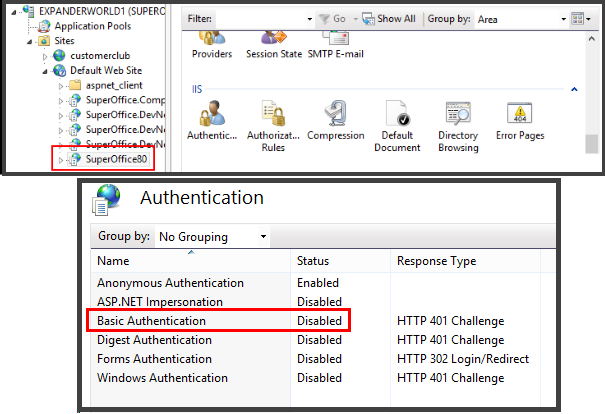 EXPANDERWORLD1 (SUPERO
Application Pools
Sites
customerclub
Default Web Site
aspnet_client
SuperOffice.Comp
SuperOffice.DevNe
SuperOffice.DevNe
SuperOffice.DevNe
SuperOffice80
Filter: Go Show All Group by: Area
Providers Session State SMTP E-mail
IIS
Authentic... Authorizat... Rules Compression Default Document Directory Browsing Error Pages
404
Authentication
Group by: No Grouping
Name Status Response Type
Anonymous Authentication Enabled
ASP.NET Impersonation Disabled
Basic Authentication Disabled HTTP 401 Challenge
Digest Authentication Disabled HTTP 401 Challenge
Forms Authentication Disabled HTTP 302 Login/Redirect
Windows Authentication Disabled HTTP 401 Challenge